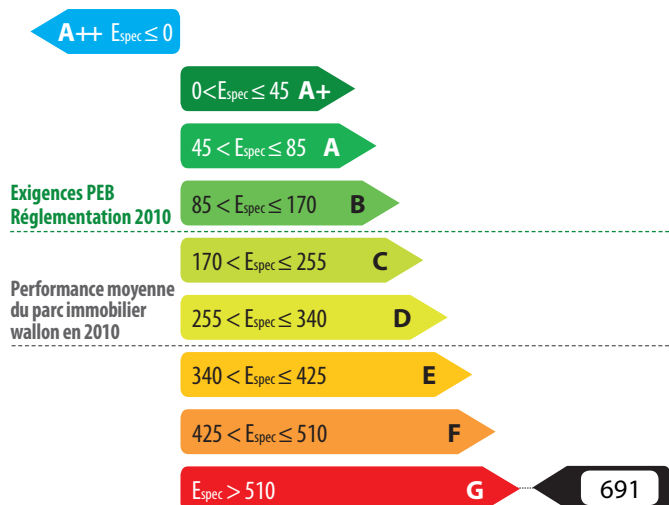 A++ Espec ≤ 0
0<Espec ≤ 45 A+
45 < Espec ≤ 85 A
Exigences PEB
Réglementation 2010
85 < Espec ≤ 170 B
170 < Espec ≤ 255 C
Performance moyenne
du parc immobilier
wallon en 2010
255 < Espec ≤ 340 D
340 < Espec ≤ 425 E
425 < Espec ≤ 510 F
Espec > 510 G 691